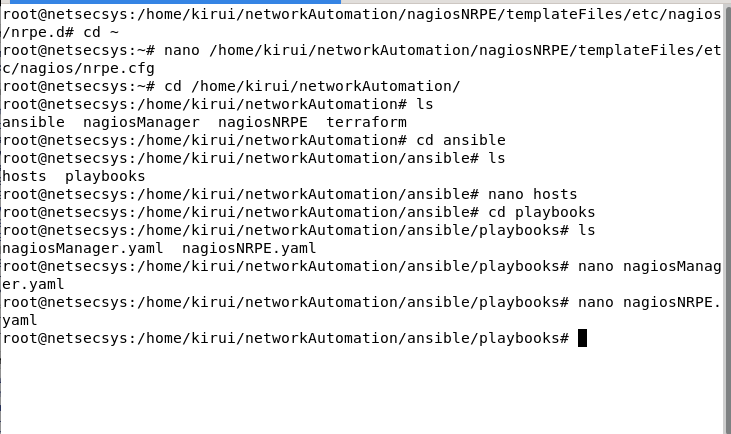 root@netsecsys:/home/kirui/networkAutomation/nagiosNRPE/templateFiles/etc/nagios
/nrpe.d# cd ~
root@netsecsys:~# nano /home/kirui/networkAutomation/nagiosNRPE/templateFiles/et
c/nagios/nrpe.cfg
root@netsecsys:~# cd /home/kirui/networkAutomation/
root@netsecsys:/home/kirui/networkAutomation# ls
ansible  nagiosManager  nagiosNRPE  terraform
root@netsecsys:/home/kirui/networkAutomation# cd ansible
root@netsecsys:/home/kirui/networkAutomation/ansible# ls
hosts  playbooks
root@netsecsys:/home/kirui/networkAutomation/ansible# nano hosts
root@netsecsys:/home/kirui/networkAutomation/ansible# cd playbooks
root@netsecsys:/home/kirui/networkAutomation/ansible/playbooks# ls
nagiosManager.yaml  nagiosNRPE.yaml
root@netsecsys:/home/kirui/networkAutomation/ansible/playbooks# nano nagiosManag
er.yaml
root@netsecsys:/home/kirui/networkAutomation/ansible/playbooks# nano nagiosNRPE.
yaml
root@netsecsys:/home/kirui/networkAutomation/ansible/playbooks#